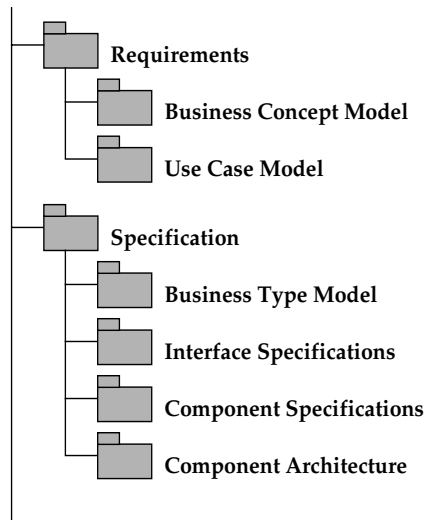 Requirements
Business Concept Model
Use Case Model
Specification
Business Type Model
Interface Specifications
Component Specifications
Component Architecture